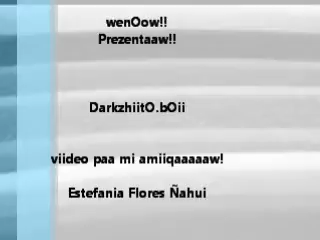 wenOow!!
Prezentaaw!!
DarkzhiitO.bOii
viideo paa mi amiiqaaaaaw!
Estefania Flores Ñahui